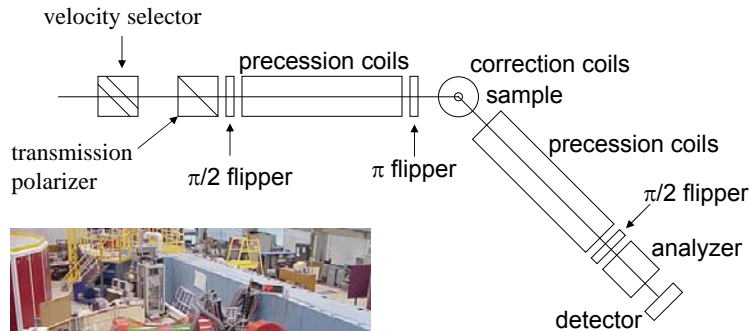 velocity selector
precession coils
correction coils
sample
transmission
polarizer
π/2 flipper
π flipper
precession coils
π/2 flipper
analyzer
detector